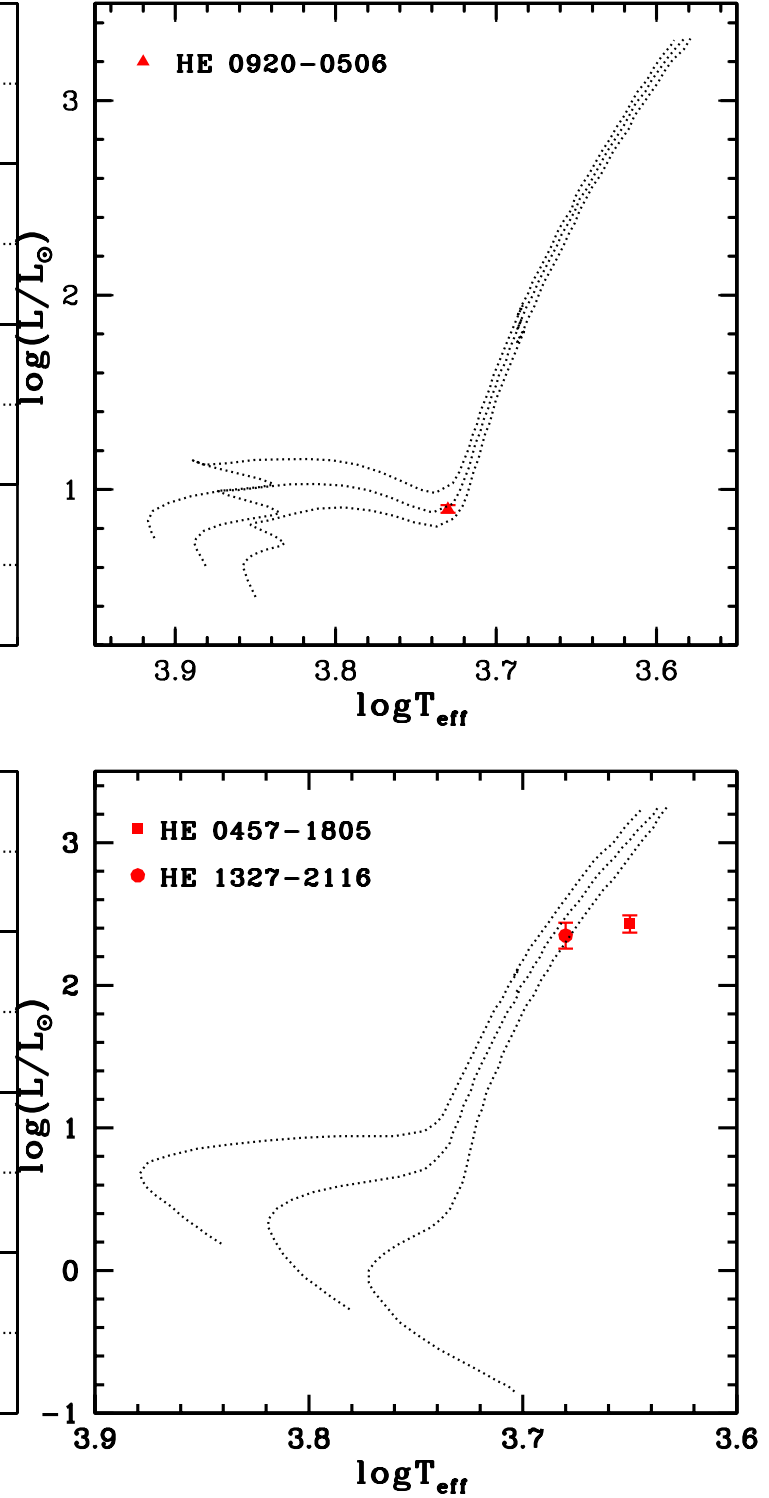 HE 0920-0506
3
2
1
log(L/L⊙)
3.9 3.8 3.7 3.6
logTeff
HE 0457-1805
HE 1327-2116
3
2
1
0
-1
log(L/L⊙)
3.9 3.8 3.7 3.6
logTeff